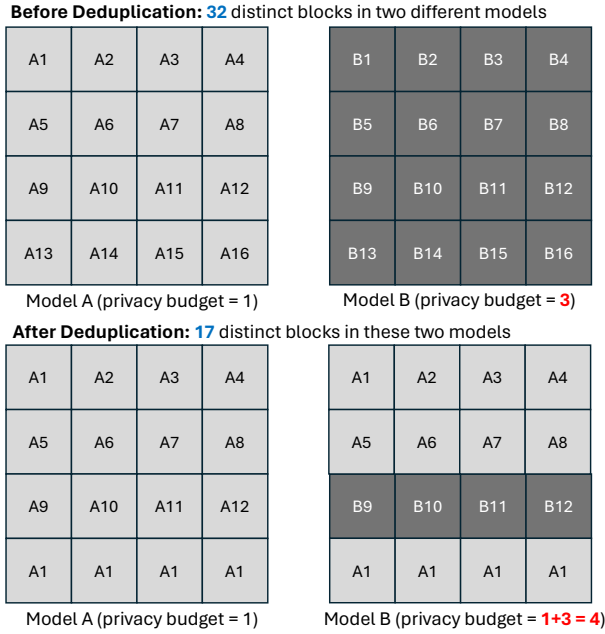 Before Deduplication: 32 distinct blocks in two different models
A1 A2 A3 A4 B1 B2 B3 B4
A5 A6 A7 A8 B5 B6 B7 B8
A9 A10 A11 A12 B9 B10 B11 B12
A13 A14 A15 A16 B13 B14 B15 B16
Model A (privacy budget = 1) Model B (privacy budget = 3)
After Deduplication: 17 distinct blocks in these two models
A1 A2 A3 A4 A1 A2 A3 A4
A5 A6 A7 A8 A5 A6 A7 A8
A9 A10 A11 A12 B9 B10 B11 B12
A1 A1 A1 A1 A1 A1 A1 A1
Model A (privacy budget = 1) Model B (privacy budget = 1+3 = 4)